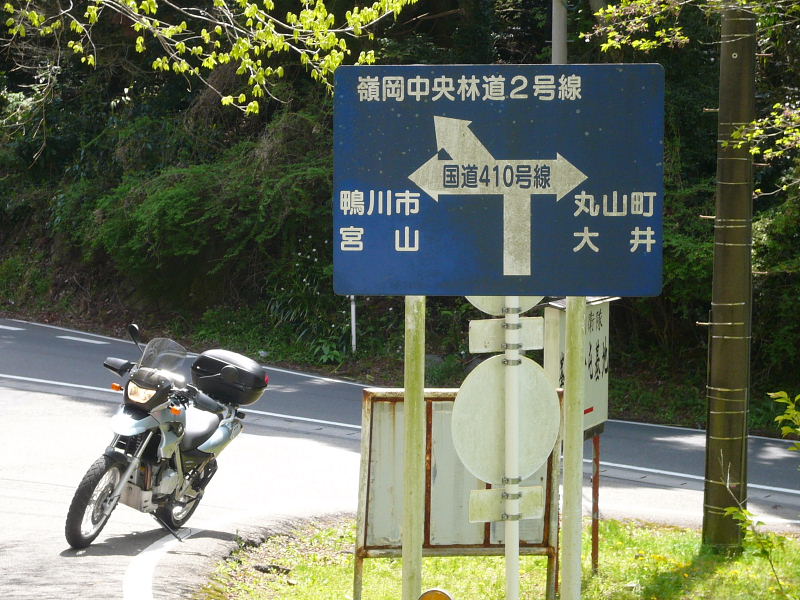 嶺岡中央林道2号線
国道410号線
鴨川市
宮山
丸山町
大井